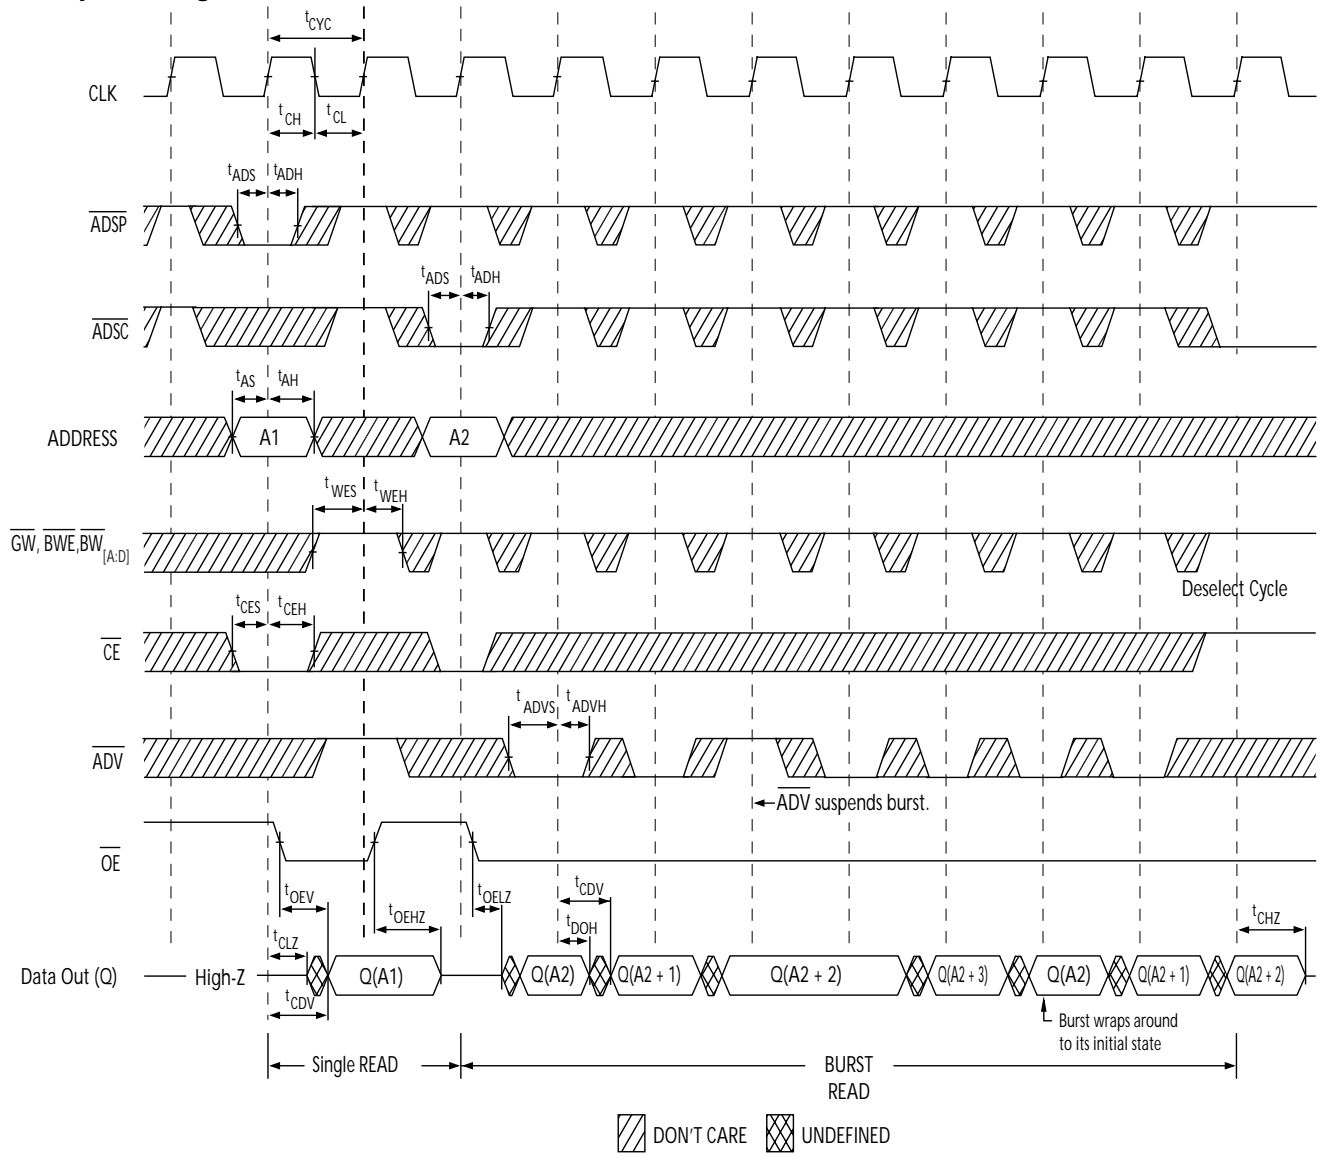 tCYC
CLK
tCH
tCL
tADS
tADH
ADSP
tADS
tADH
ADSC
tAS
tAH
ADDRESS
A1
A2
tWES
tWEH
GW, BWE,BW[A:D]
Deselect Cycle
tCES
tCEH
CE
tADVS
tADVH
ADV
ADV suspends burst.
OE
tOEV
tOEHZ
tOELZ
tCDV
tDOH
tCHZ
tCLZ
Data Out (Q)
High-Z
Q(A1)
Q(A2)
Q(A2 + 1)
Q(A2 + 2)
Q(A2 + 3)
Q(A2)
Q(A2 + 1)
Q(A2 + 2)
tCDV
Burst wraps around
to its initial state
Single READ
BURST
READ
DON'T CARE
UNDEFINED